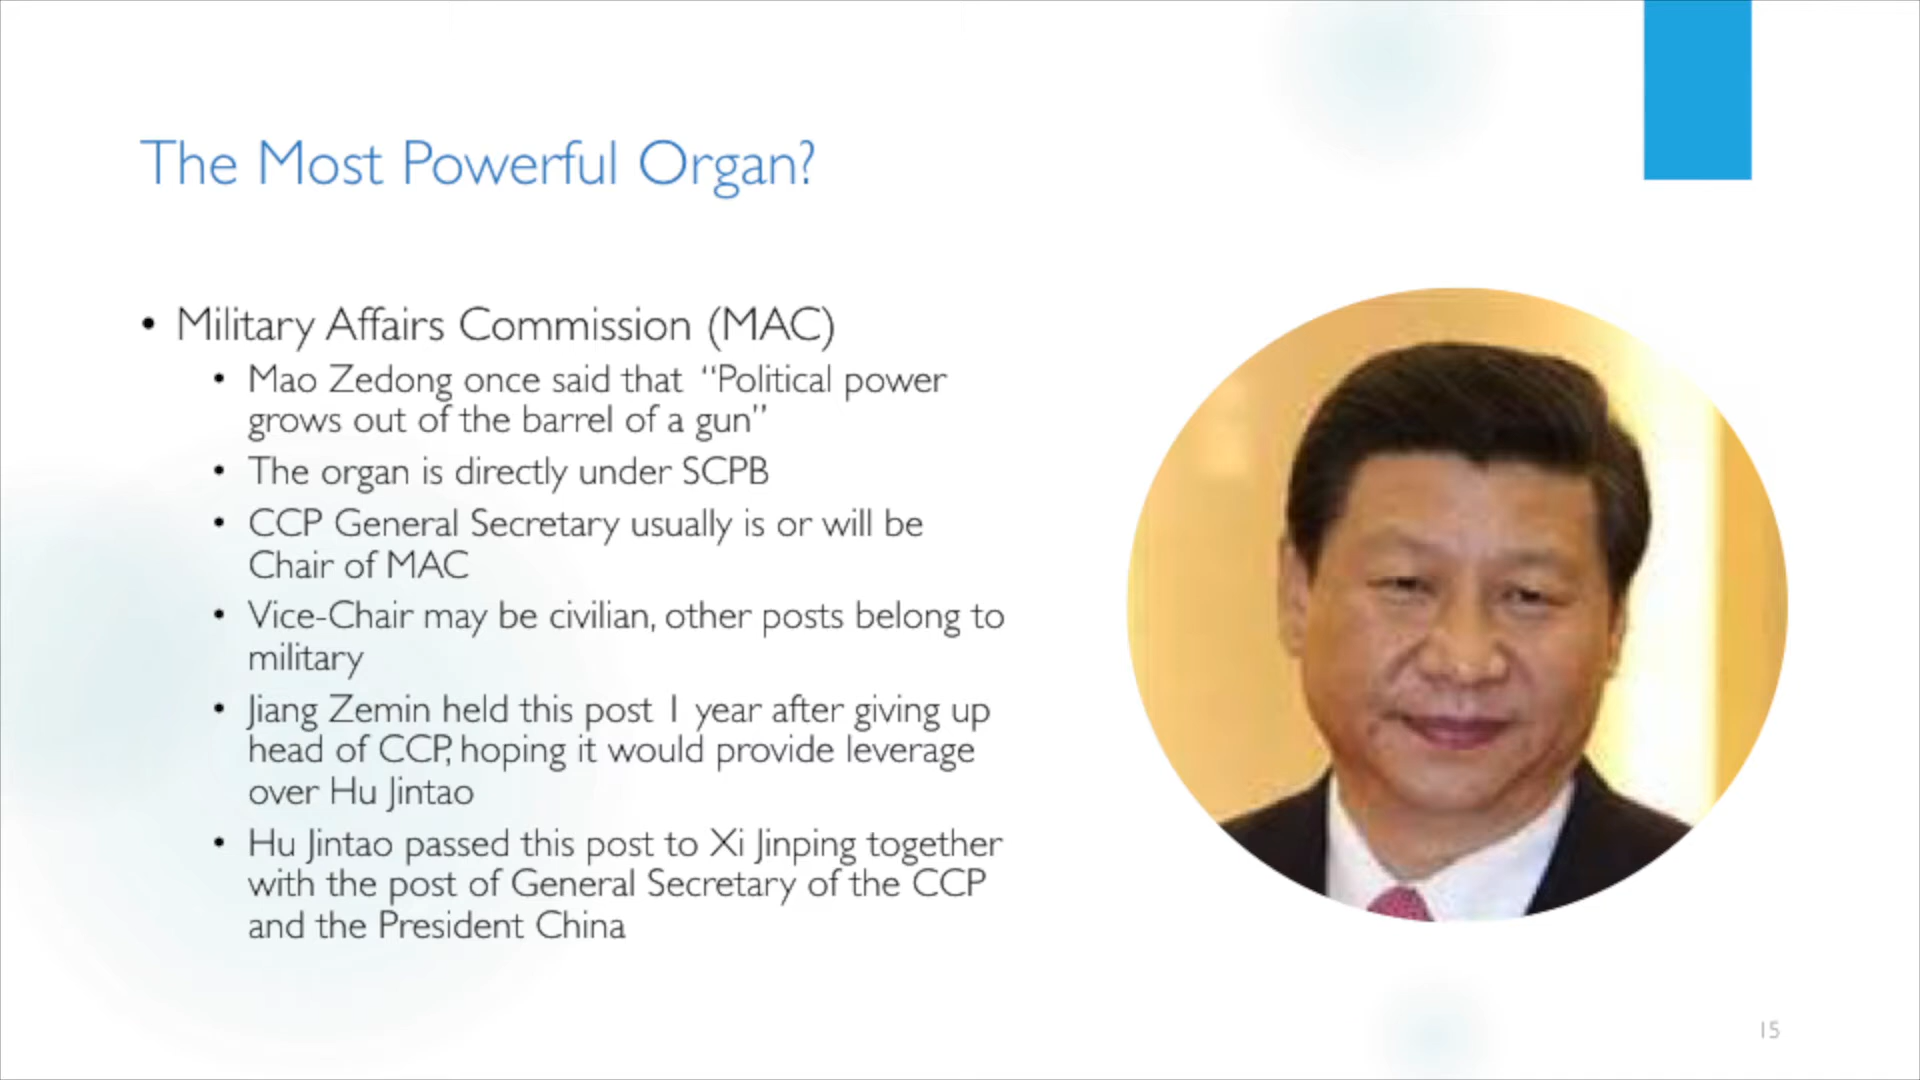 The Most Powerful Organ?
• Military Affairs Commission (MAC)
• Mao Zedong once said that “Political power
grows out of the barrel of a gun”
• The organ is directly under SCPB
• CCP General Secretary usually is or will be
Chair of MAC
• Vice-Chair may be civilian, other posts belong to
military
• Jiang Zemin held this post 1 year after giving up
head of CCP, hoping it would provide leverage
over Hu Jintao
• Hu Jintao passed this post to Xi Jinping together
with the post of General Secretary of the CCP
and the President China
15